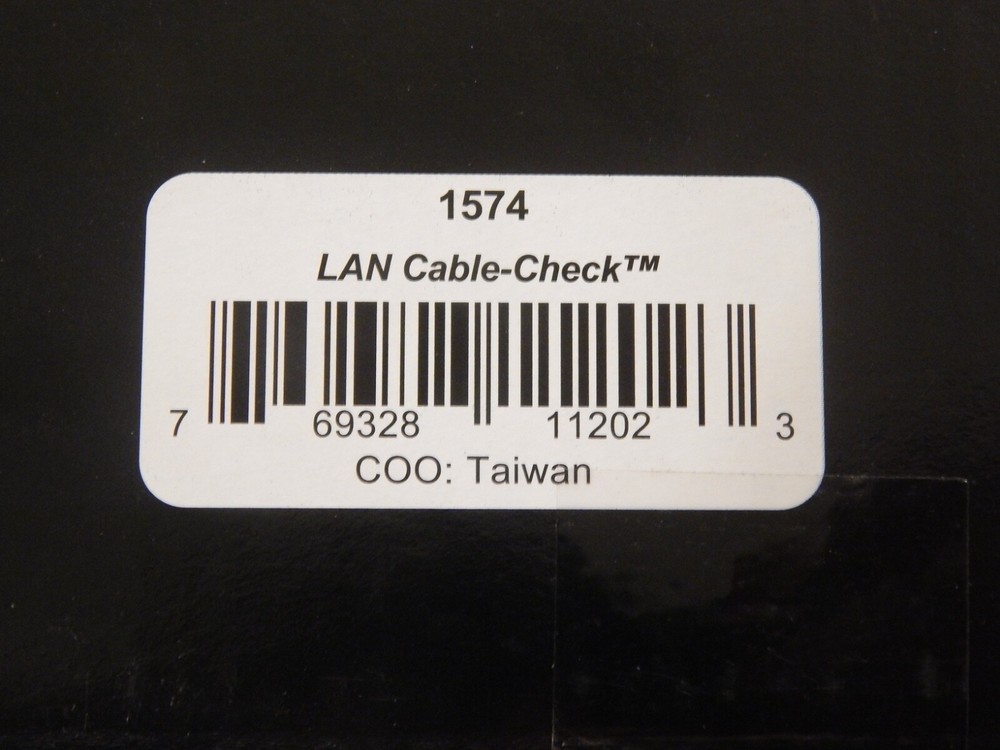 1574
LAN Cable-Check™
7 69328 11202 3
COO: Taiwan